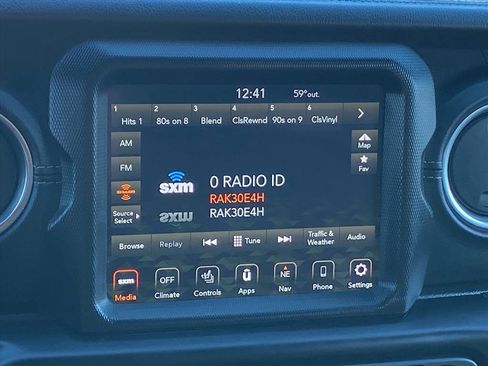 12:41 59°out.
1 2 3 4 5 6
Hits 1 80s on 8 Blend ClsRewnd 90s on 9 ClsVinyl
AM
Map
FM
Fav
sxm 0 RADIO ID
SiriusXM
RAK30E4H
RAK30E4H
Source
Select
Browse Replay Tune Traffic &
Weather Audio
sxm OFF NE
Media Climate Controls Apps Nav Phone Settings